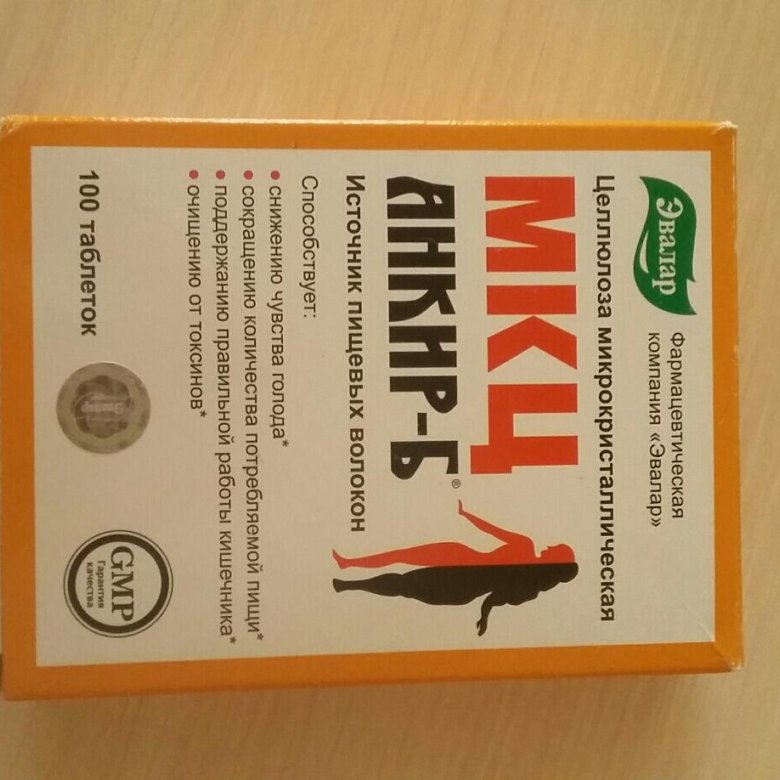 Эвалар
Фармацевтическая
компания «Эвалар»
Целлюлоза микрокристаллическая
МКЦ
АНКИР-Б®
Источник пищевых волокон
Способствует:
• снижению чувства голода*
• сокращению количества потребляемой пищи*
• поддержанию правильной работы кишечника*
• очищению от токсинов*
100 таблеток
Эвалар
GMP
Гарантия
качества